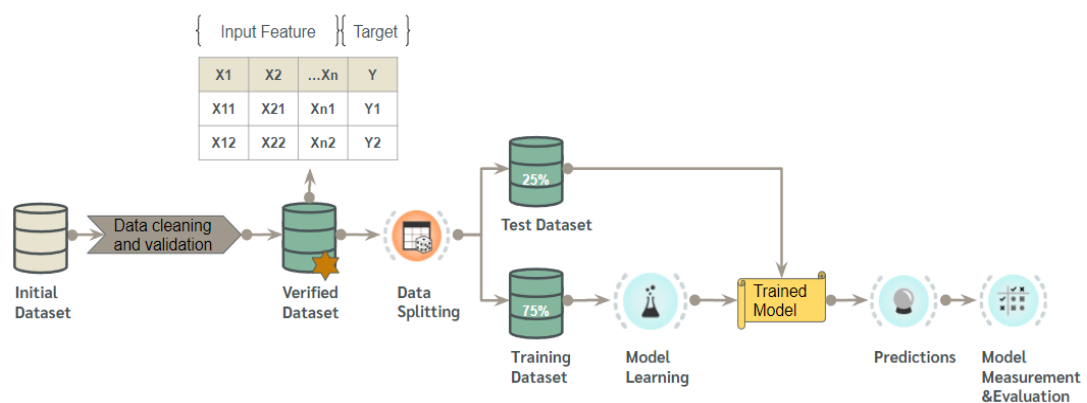 { Input Feature } { Target }
X1 X2 ...Xn Y
X11 X21 Xn1 Y1
X12 X22 Xn2 Y2
25%
Test Dataset
Data cleaning
and validation
Initial
Dataset
Verified
Dataset
Data
Splitting
75%
Training
Dataset
Model
Learning
Trained
Model
Predictions
Model
Measurement
&Evaluation